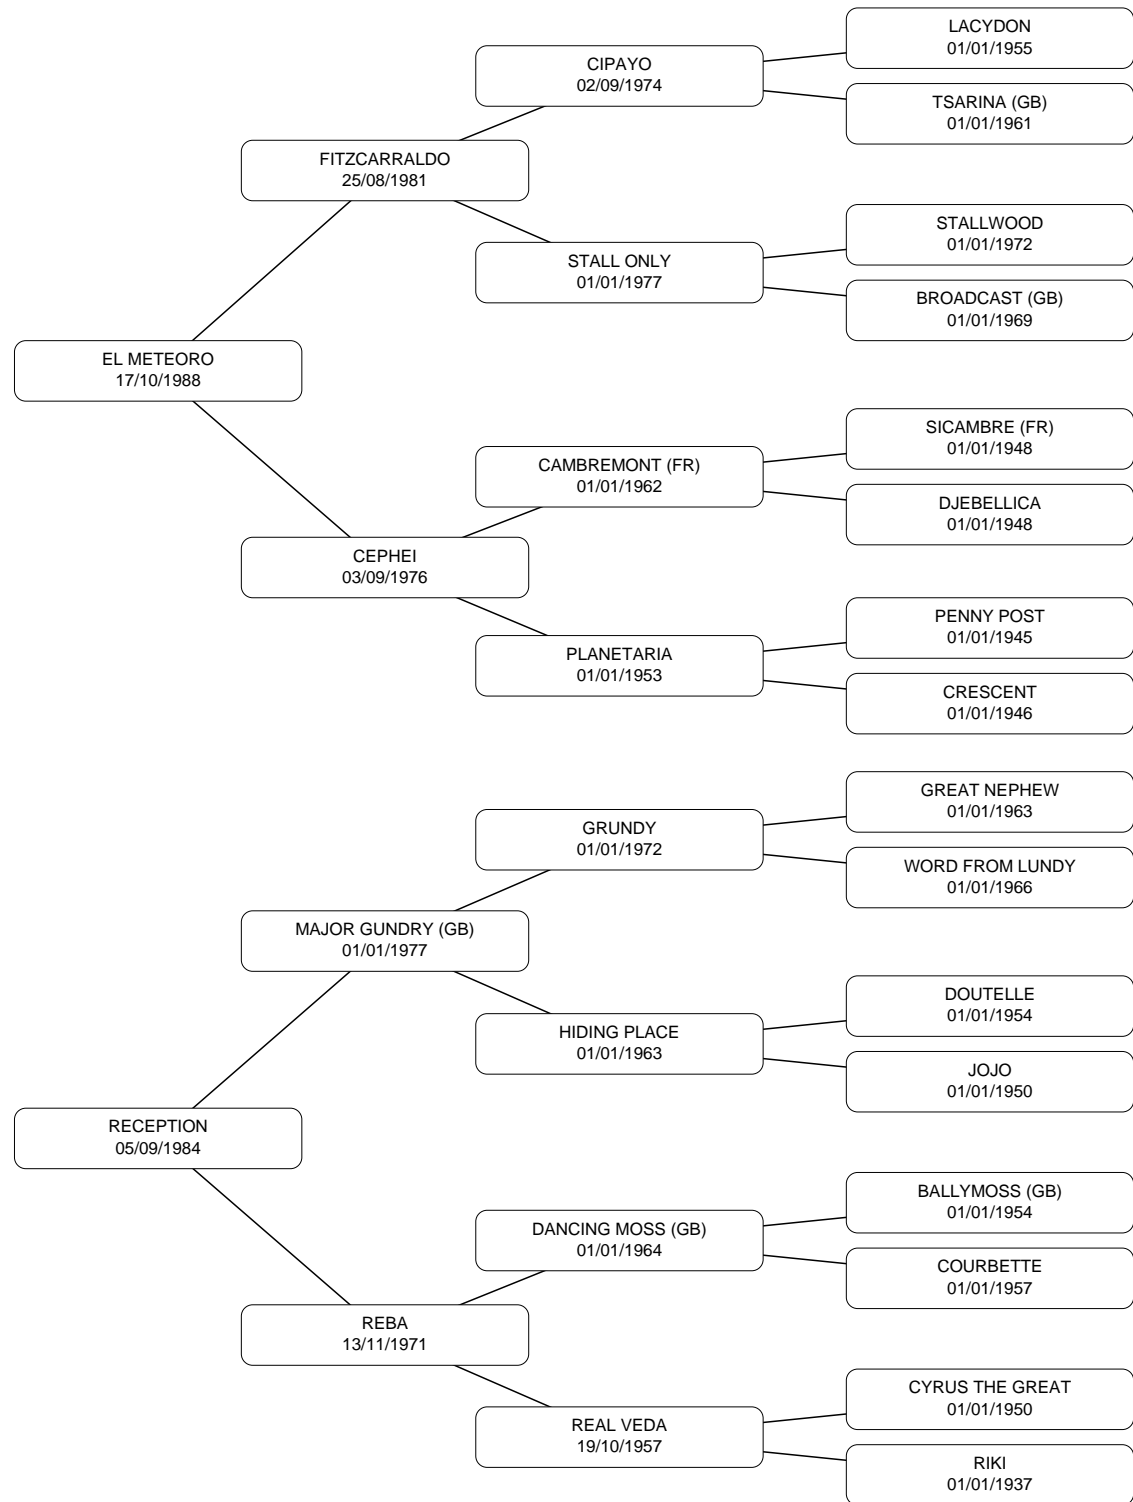 LACYDON
01/01/1955
CIPAYO
02/09/1974
TSARINA (GB)
01/01/1961
FITZCARRALDO
25/08/1981
STALLWOOD
01/01/1972
STALL ONLY
01/01/1977
BROADCAST (GB)
01/01/1969
EL METEORO
17/10/1988
SICAMBRE (FR)
01/01/1948
CAMBREMONT (FR)
01/01/1962
DJEBELLICA
01/01/1948
CEPHEI
03/09/1976
PENNY POST
01/01/1945
PLANETARIA
01/01/1953
CRESCENT
01/01/1946
GREAT NEPHEW
01/01/1963
GRUNDY
01/01/1972
WORD FROM LUNDY
01/01/1966
MAJOR GUNDRY (GB)
01/01/1977
DOUTELLE
01/01/1954
HIDING PLACE
01/01/1963
JOJO
01/01/1950
RECEPTION
05/09/1984
BALLYMOSS (GB)
01/01/1954
DANCING MOSS (GB)
01/01/1964
COURBETTE
01/01/1957
REBA
13/11/1971
CYRUS THE GREAT
01/01/1950
REAL VEDA
19/10/1957
RIKI
01/01/1937